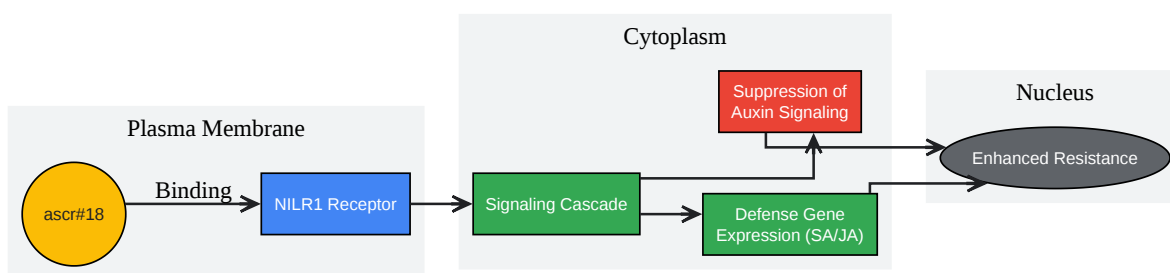 Cytoplasm
Suppression of
Auxin Signaling
Nucleus
Plasma Membrane
Enhanced Resistance
ascr#18
Binding
NILR1 Receptor
Signaling Cascade
Defense Gene
Expression (SA/JA)